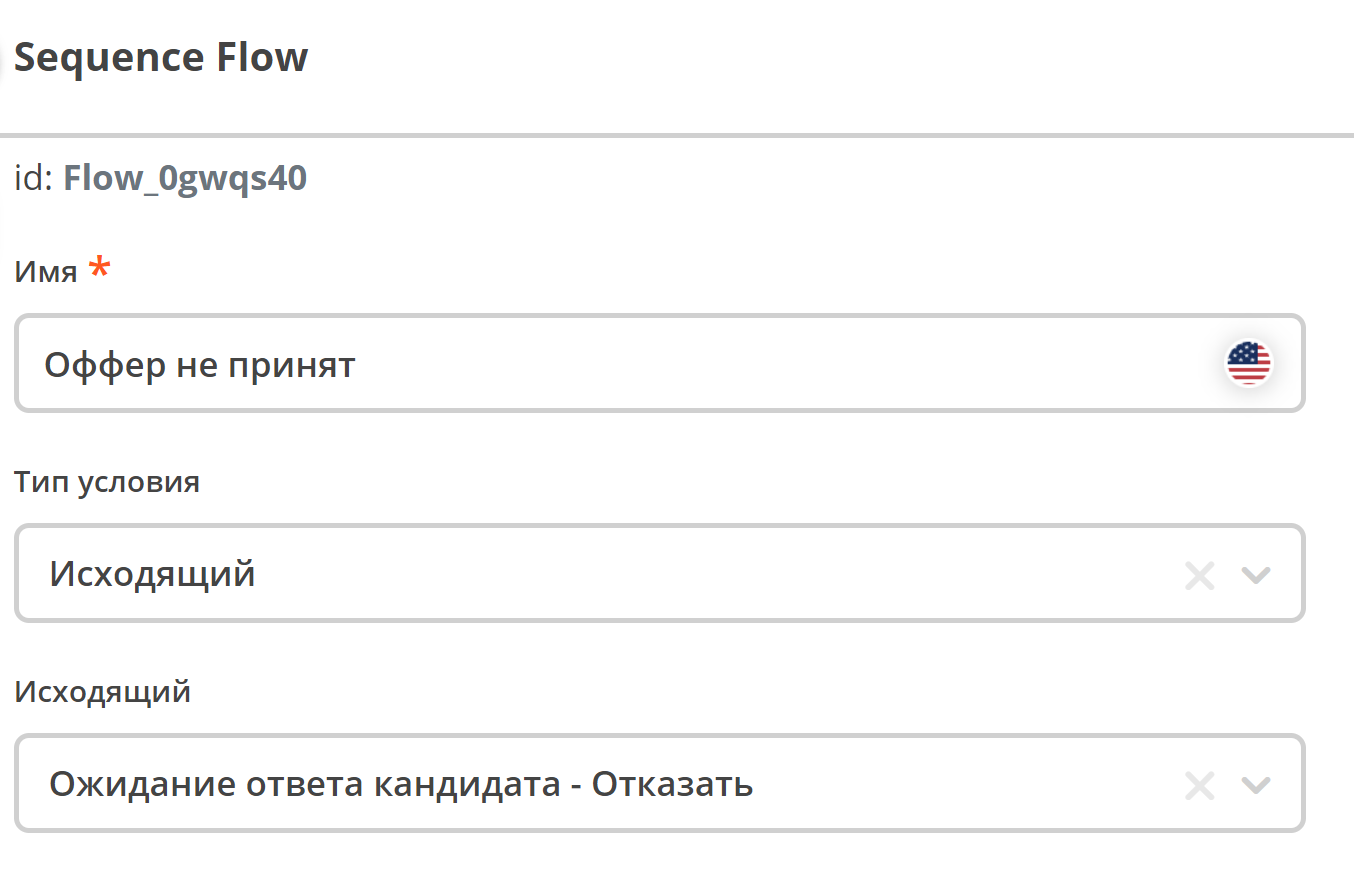 Sequence Flow
id: Flow_0gwqs40
Имя *
Оффер не принят
Тип условия
Исходящий
Исходящий
Ожидание ответа кандидата - Отказать